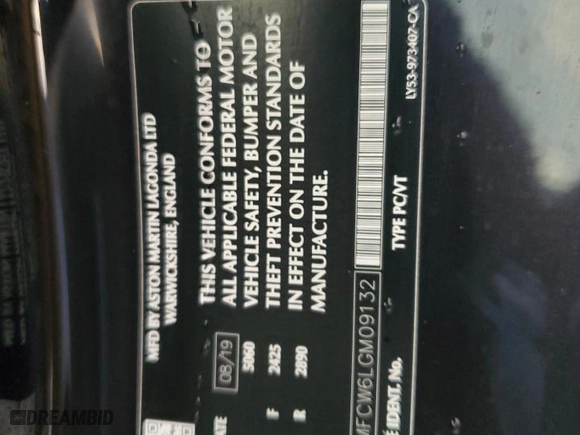 MFD BY ASTON MARTIN LAGONDA LTD
WARWICKSHIRE, ENGLAND
THIS VEHICLE CONFORMS TO
ALL APPLICABLE FEDERAL MOTOR
VEHICLE SAFETY, BUMPER AND
THEFT PREVENTION STANDARDS
IN EFFECT ON THE DATE OF
MANUFACTURE.
ATE 08/19
5060
F 2425
R 2890
MFCW6LGM09132
E IDENT. No.
TYPE PC/VT
LY53-973407-CA
DREAMBID